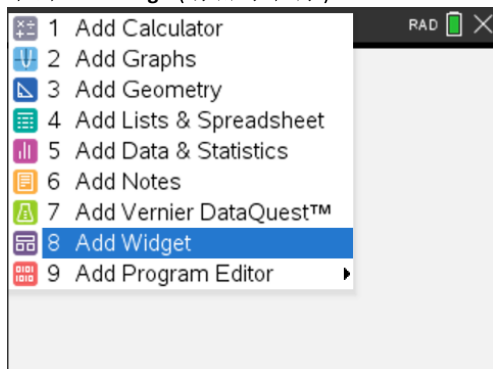 RAD
1 Add Calculator
2 Add Graphs
3 Add Geometry
4 Add Lists & Spreadsheet
5 Add Data & Statistics
6 Add Notes
7 Add Vernier DataQuest™
8 Add Widget
9 Add Program Editor